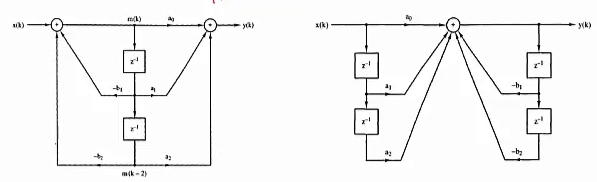 x(k) + m(k) a₀ + y(k)
z⁻¹
−b₁ a₁
z⁻¹
−b₂ a₂
m(k − 2)
x(k) a₀ + y(k)
z⁻¹ z⁻¹
a₁ −b₁
z⁻¹ z⁻¹
a₂ −b₂